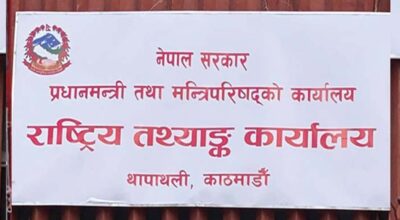 नेपाल सरकार
प्रधानमन्त्री तथा मन्त्रिपरिषद्को कार्यालय
राष्ट्रिय तथ्याङ्क कार्यालय
थापाथली, काठमाडौँ